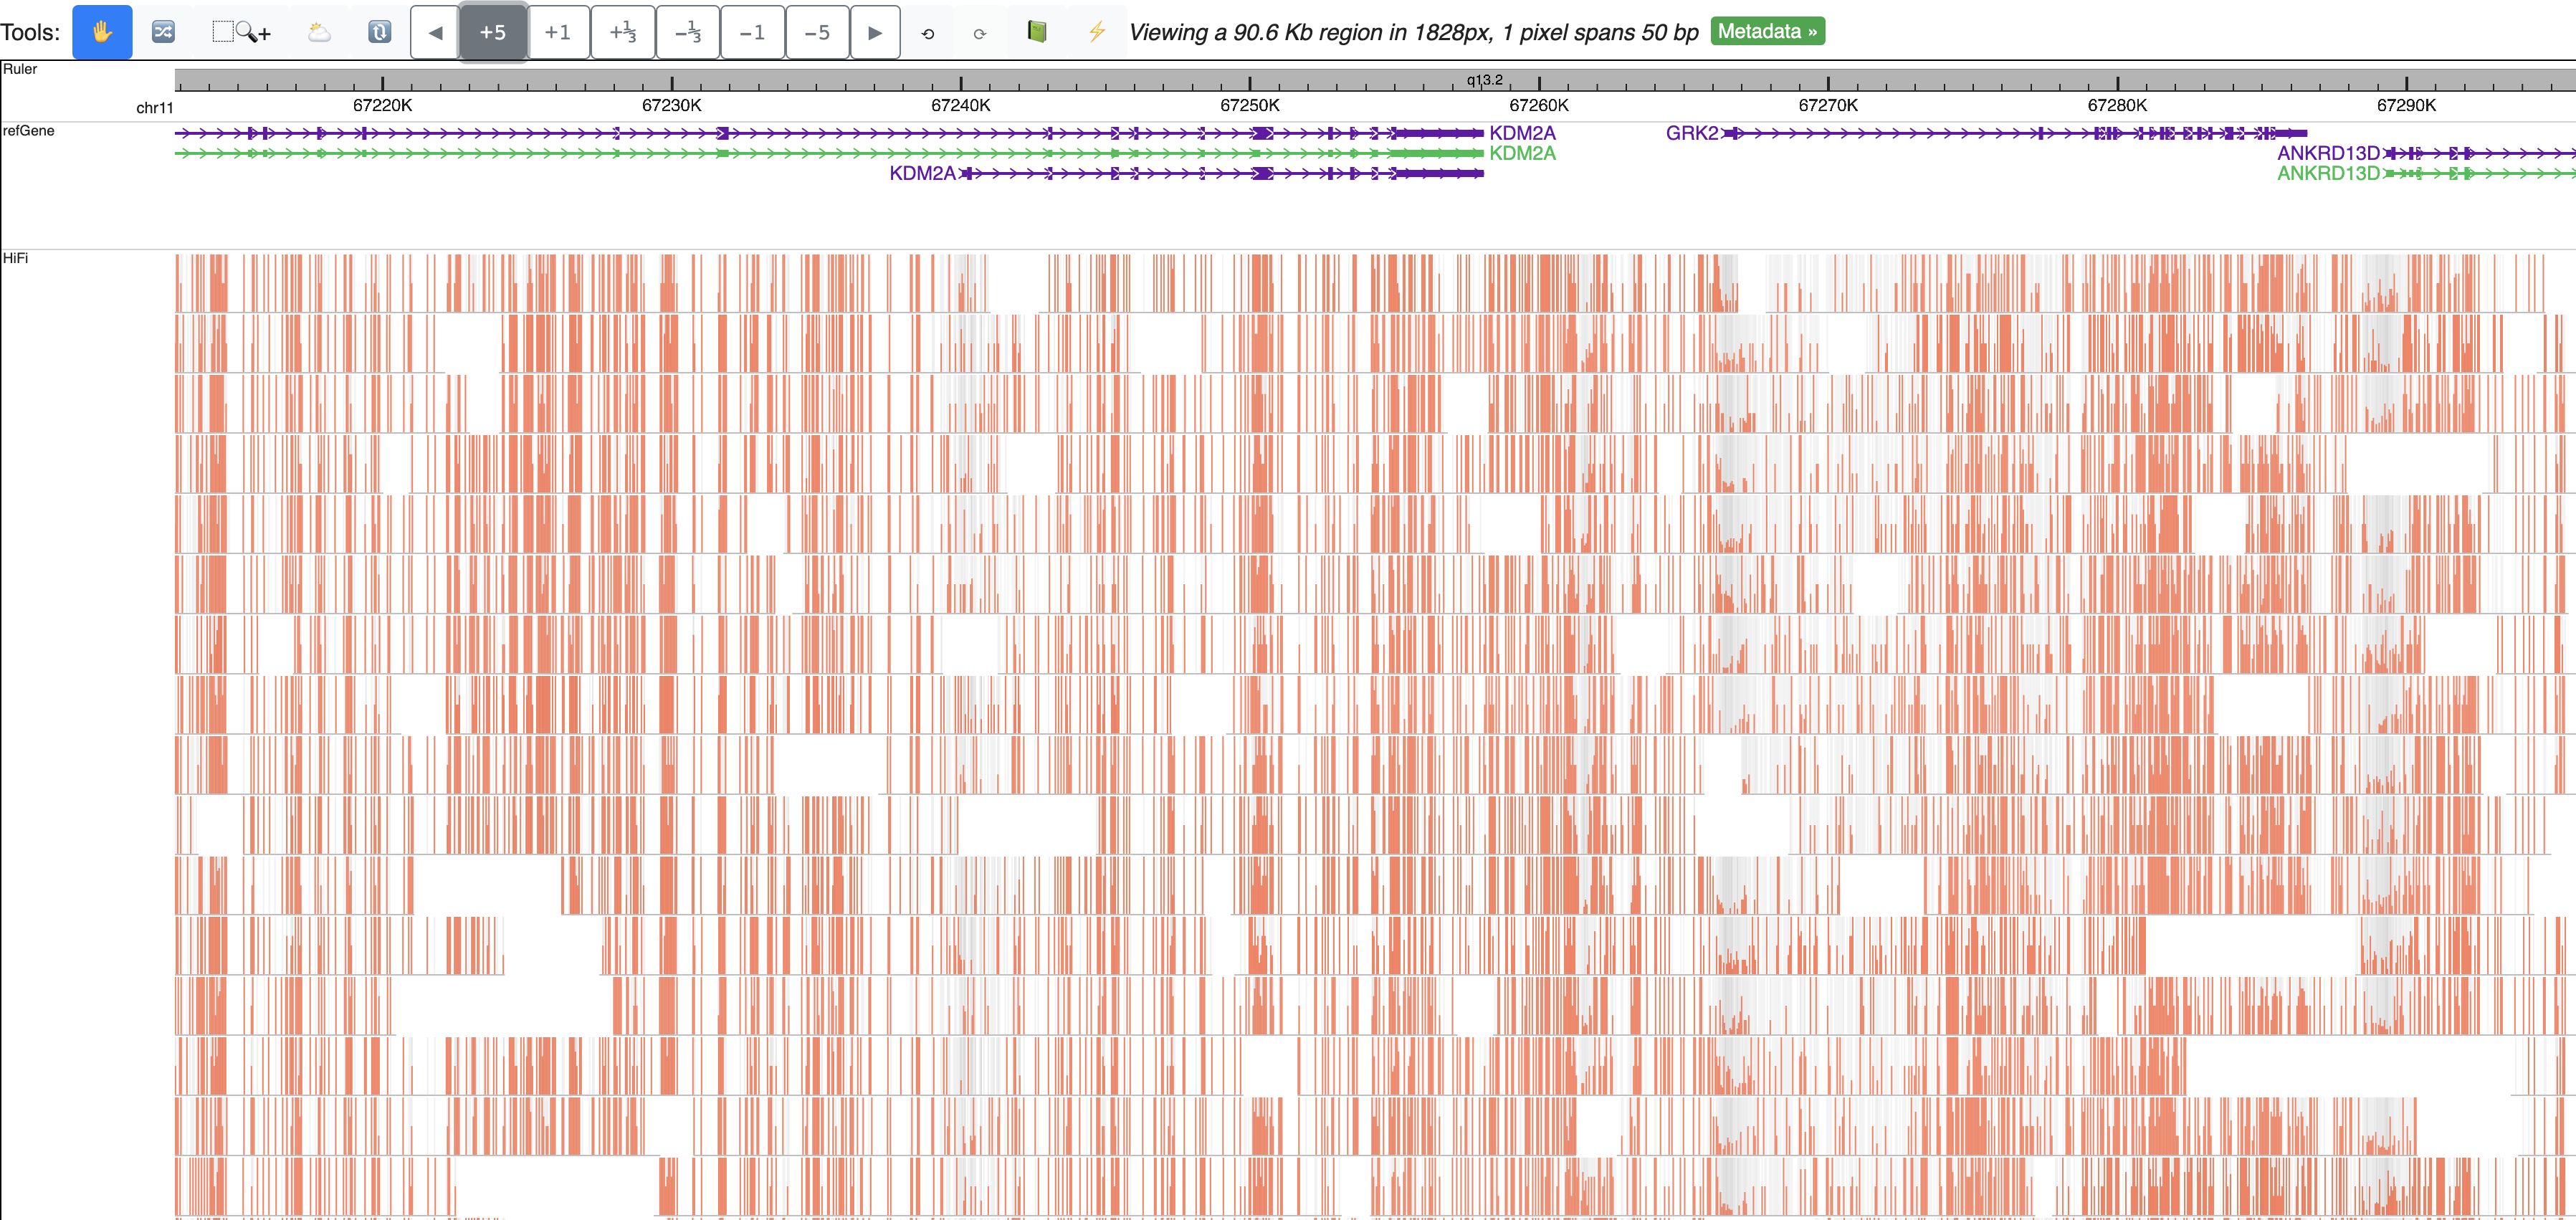 Tools: + ◀ +5 +1 +⅓ −⅓ −1 −5 ▶ ⟲ ⟳ Viewing a 90.6 Kb region in 1828px, 1 pixel spans 50 bp Metadata »
Ruler
q13.2
chr11 67220K 67230K 67240K 67250K 67260K 67270K 67280K 67290K
refGene
KDM2A GRK2
KDM2A ANKRD13D
KDM2A ANKRD13D
HiFi